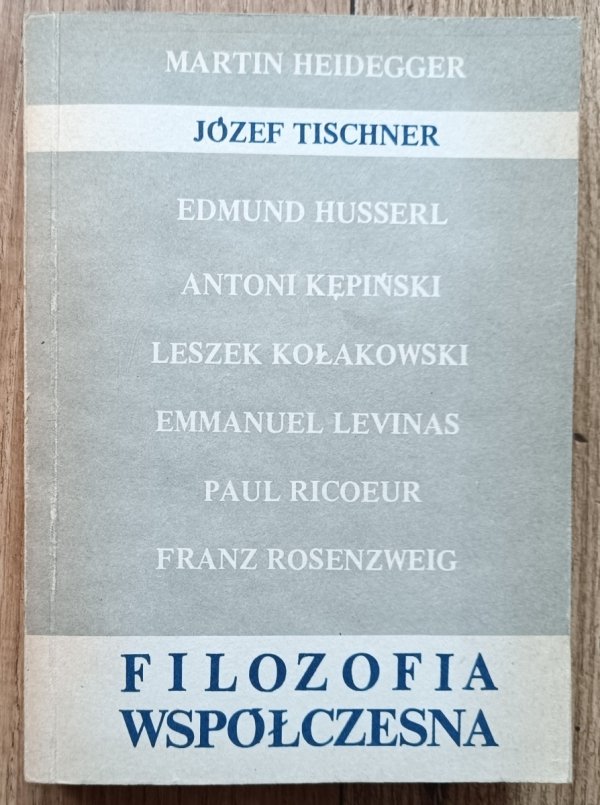 MARTIN HEIDEGGER
JÓZEF TISCHNER
EDMUND HUSSERL
ANTONI KĘPIŃSKI
LESZEK KOŁAKOWSKI
EMMANUEL LEVINAS
PAUL RICOEUR
FRANZ ROSENZWEIG
FILOZOFIA
WSPÓŁCZESNA